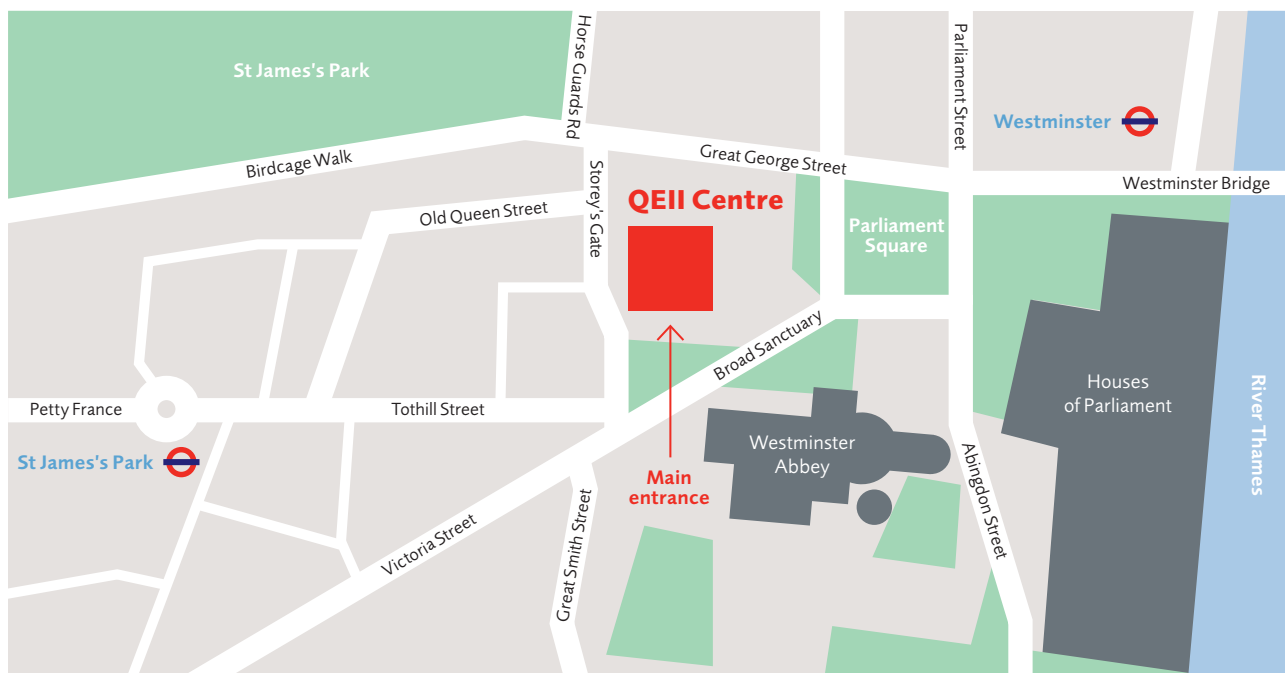 St James's Park
Horse Guards Rd
Parliament Street
Westminster
Birdcage Walk
Great George Street
Westminster Bridge
Old Queen Street
Storey's Gate
QEII Centre
Parliament
Square
Broad Sanctuary
Houses
of Parliament
River Thames
Petty France
Tothill Street
St James's Park
Westminster
Abbey
Main
entrance
Abingdon Street
Victoria Street
Great Smith Street